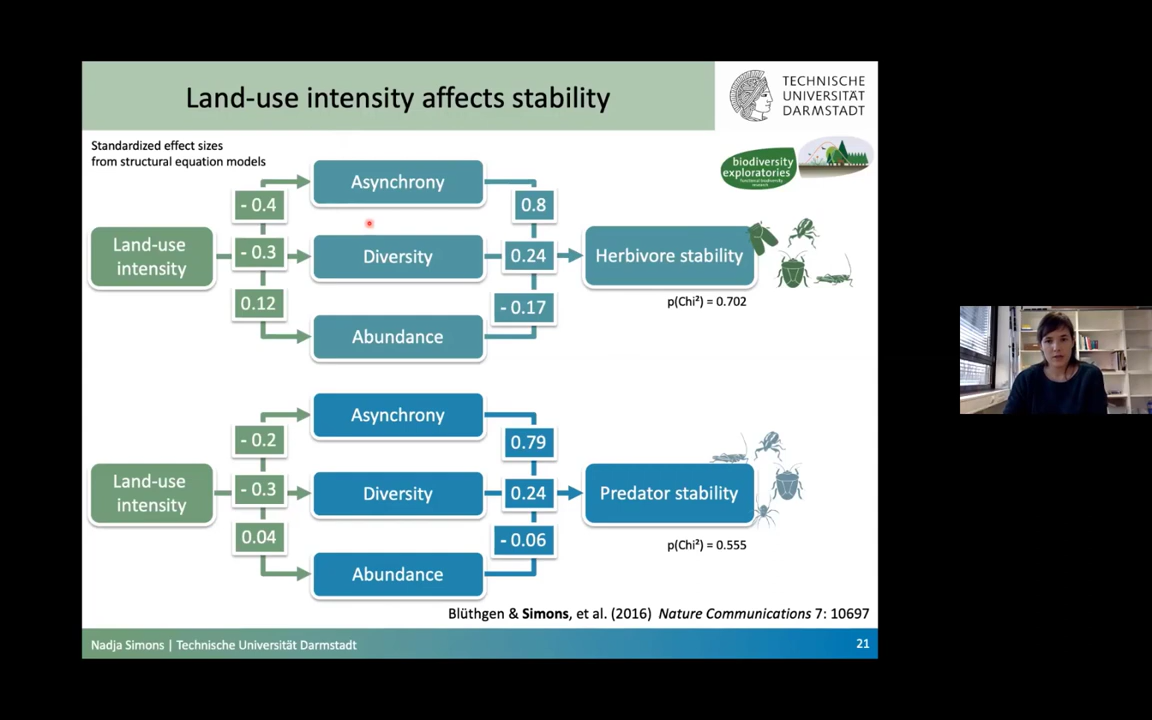 Land-use intensity affects stability
TECHNISCHE
UNIVERSITÄT
DARMSTADT
Standardized effect sizes
from structural equation models
biodiversity
exploratories
Asynchrony
- 0.4
0.8
Land-use
intensity
- 0.3
Diversity
0.24
Herbivore stability
p(Chi²) = 0.702
0.12
- 0.17
Abundance
Asynchrony
- 0.2
0.79
Land-use
intensity
- 0.3
Diversity
0.24
Predator stability
p(Chi²) = 0.555
0.04
- 0.06
Abundance
Blüthgen & Simons, et al. (2016) Nature Communications 7: 10697
Nadja Simons | Technische Universität Darmstadt
21